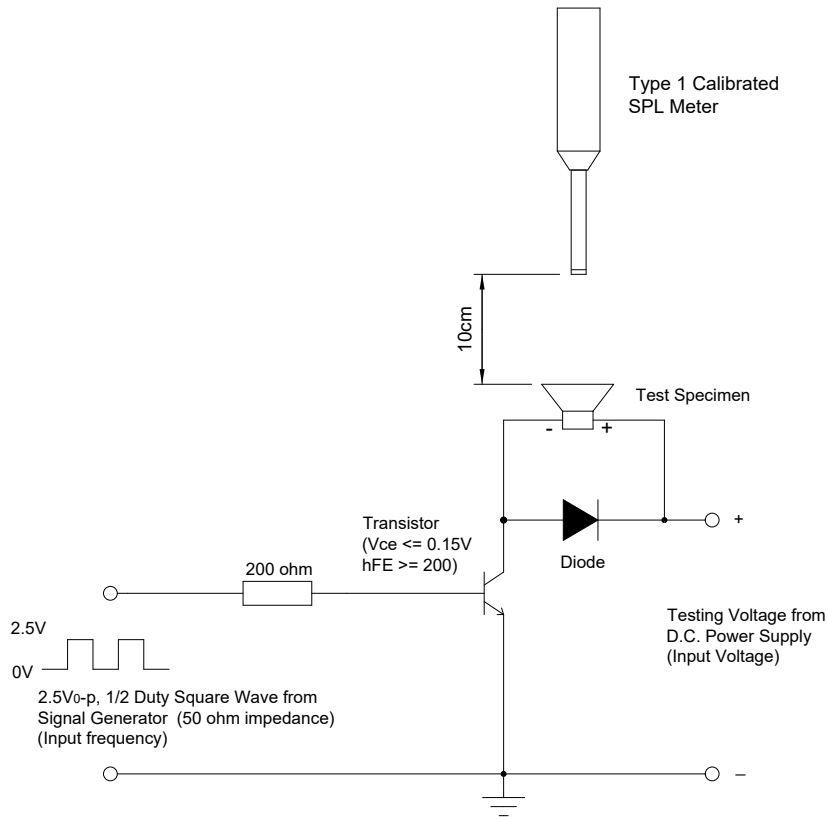 Type 1 Calibrated
SPL Meter
10cm
Test Specimen
- +
Transistor
(Vce <= 0.15V
hFE >= 200)
+
Diode
200 ohm
Testing Voltage from
D.C. Power Supply
(Input Voltage)
2.5V
0V
2.5V0-p, 1/2 Duty Square Wave from
Signal Generator (50 ohm impedance)
(Input frequency)
–